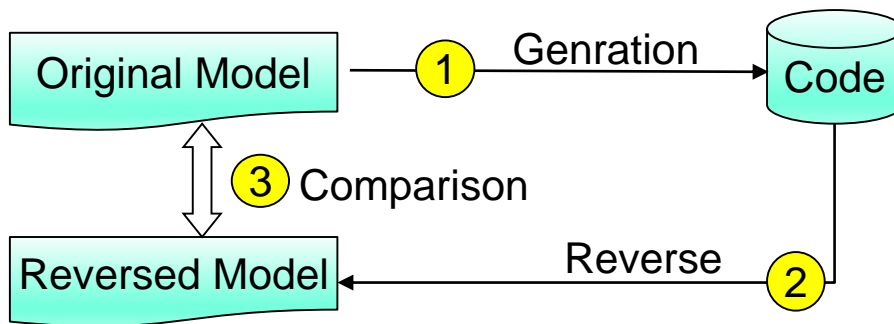 Original Model
1
Genration
Code
3
Comparison
Reversed Model
Reverse
2